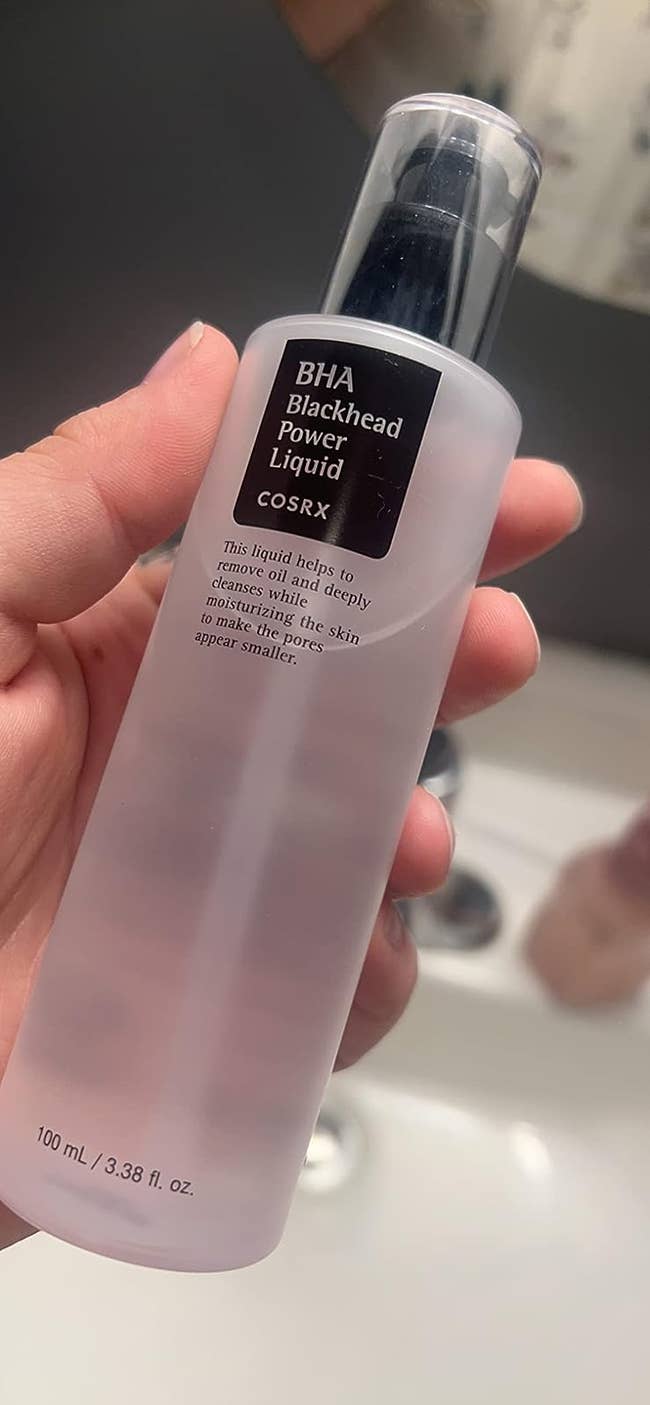 BHA
Blackhead
Power
Liquid
COSRX
This liquid helps to
remove oil and deeply
cleanses while
moisturizing the skin
to make the pores
appear smaller.
100 mL / 3.38 fl. oz.